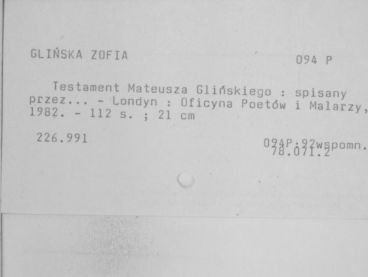 GLIŃSKA ZOFIA
094 P
Testament Mateusza Glińskiego : spisany
przez... - Londyn : Oficyna Poetów i Malarzy,
1982. - 112 s. ; 21 cm
226.991
094P:92wspomn.
78.071.2